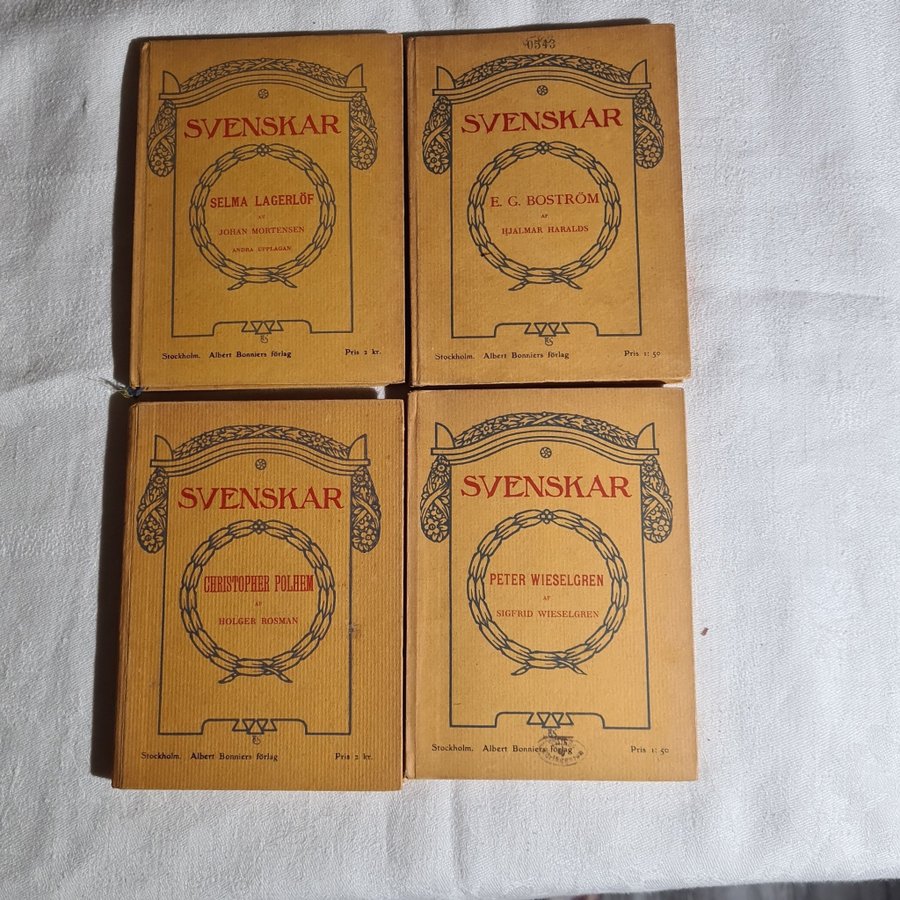 SVENSKAR
SELMA LAGERLÖF
AF
JOHAN MORTENSEN
ANDRA UPPLAGAN
Stockholm. Albert Bonniers förlag Pris 2 kr.
0543
SVENSKAR
E. G. BOSTRÖM
AF
HJALMAR HARALDS
Stockholm. Albert Bonniers förlag Pris 1: 50
SVENSKAR
CHRISTOPHER POLHEM
AF
HOLGER ROSMAN
Stockholm. Albert Bonniers förlag Pris 2 kr.
SVENSKAR
PETER WIESELGREN
AF
SIGFRID WIESELGREN
Stockholm. Albert Bonniers förlag Pris 1: 50